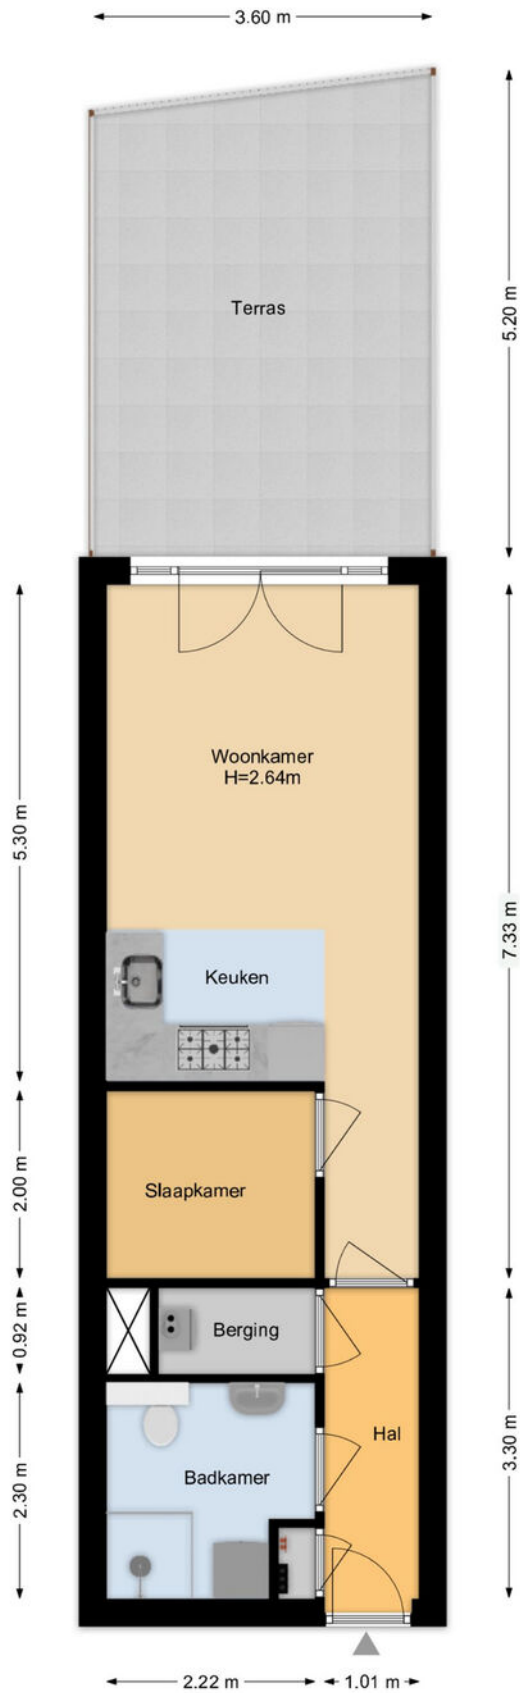 3.60 m
5.20 m
Terras
Woonkamer
H=2.64m
5.30 m
7.33 m
Keuken
2.00 m
Slaapkamer
0.92 m
Berging
Hal
3.30 m
2.30 m
Badkamer
2.22 m
1.01 m